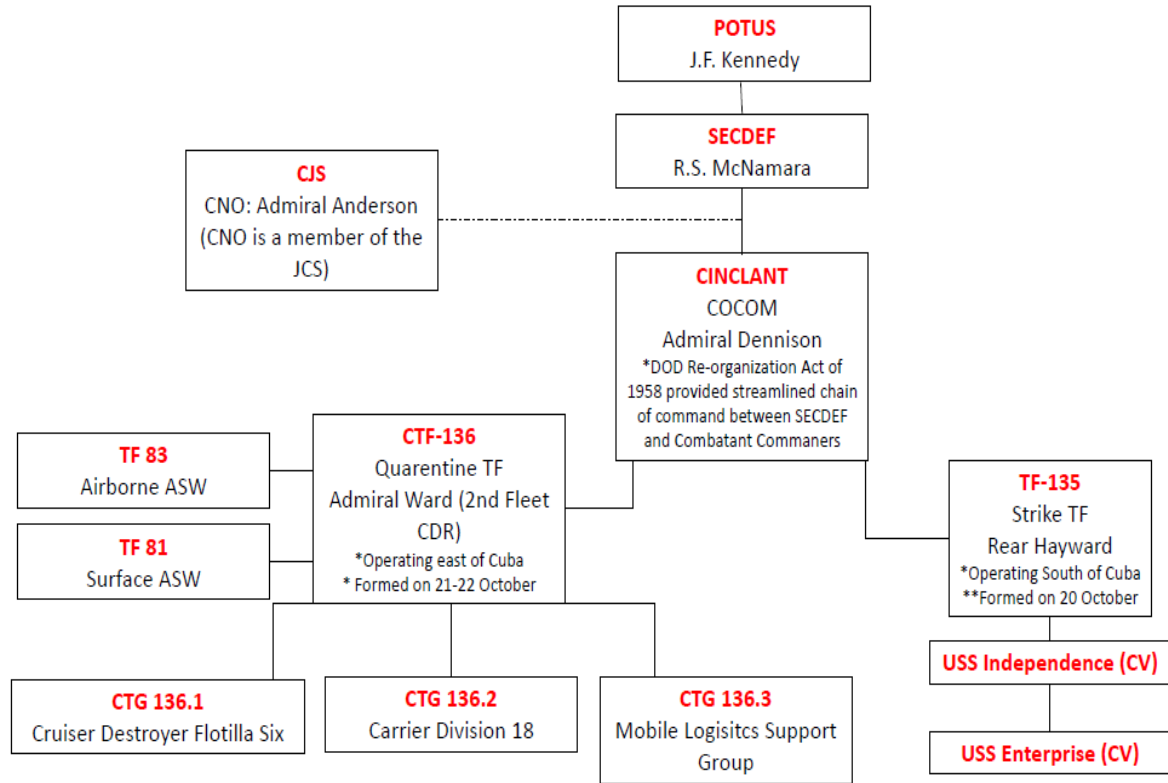 POTUS
J.F. Kennedy
SECDEF
R.S. McNamara
CJS
CNO: Admiral Anderson
(CNO is a member of the
JCS)
CINCLANT
COCOM
Admiral Dennison
*DOD Re-organization Act of
1958 provided streamlined chain
of command between SECDEF
and Combatant Commaners
TF 83
Airborne ASW
TF 81
Surface ASW
CTF-136
Quarentine TF
Admiral Ward (2nd Fleet
CDR)
*Operating east of Cuba
* Formed on 21-22 October
TF-135
Strike TF
Rear Hayward
*Operating South of Cuba
**Formed on 20 October
USS Independence (CV)
USS Enterprise (CV)
CTG 136.1
Cruiser Destroyer Flotilla Six
CTG 136.2
Carrier Division 18
CTG 136.3
Mobile Logisitcs Support
Group